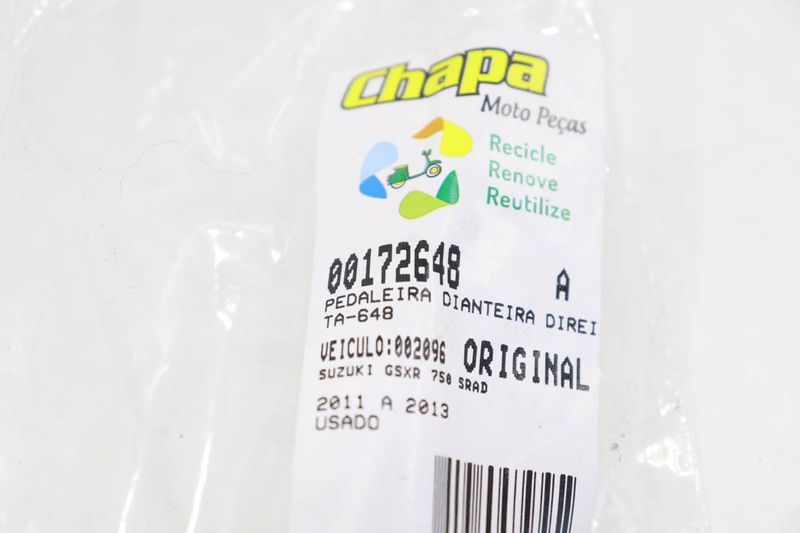 Chapa
Moto Peças
Recicle
Renove
Reutilize
00172648 A
PEDALEIRA DIANTEIRA DIREI
TA-648
VEICULO:002096 ORIGINAL
SUZUKI GSXR 750 SRAD
2011 A 2013
USADO